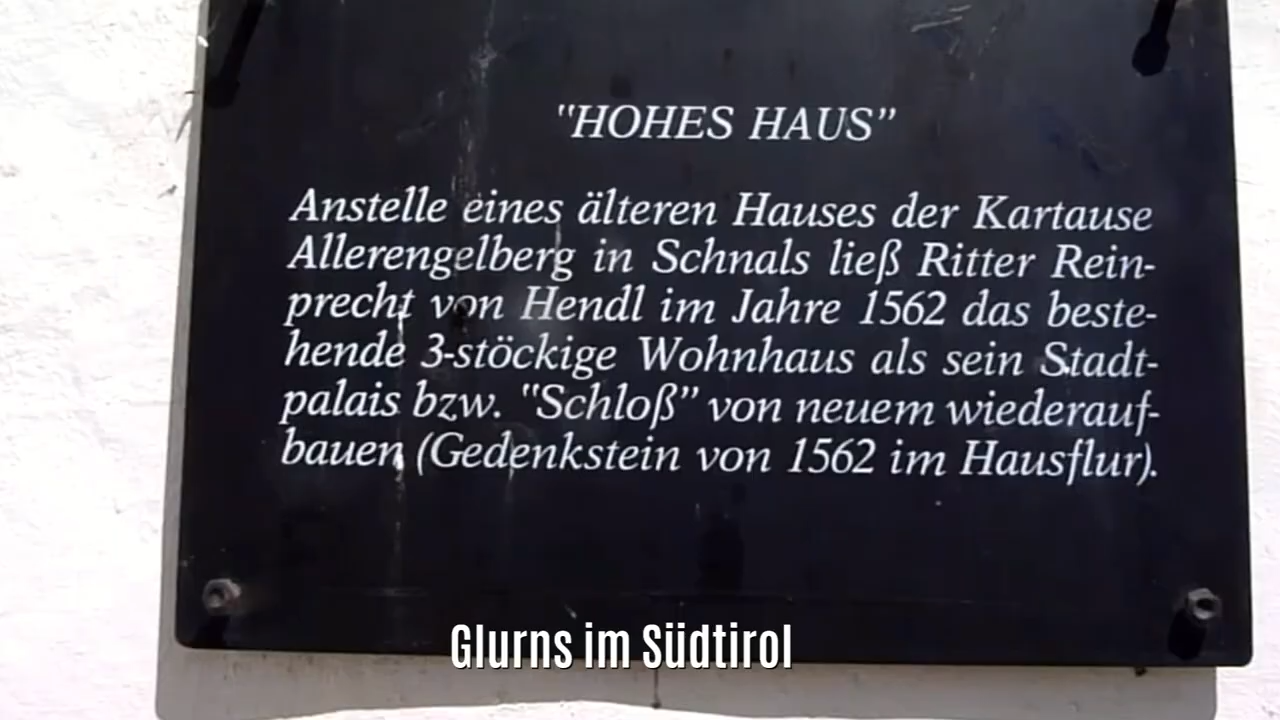 "HOHES HAUS"
Anstelle eines älteren Hauses der Kartause
Allerengelberg in Schnals ließ Ritter Rein-
precht von Hendl im Jahre 1562 das beste-
hende 3-stöckige Wohnhaus als sein Stadt-
palais bzw. "Schloß" von neuem wiederauf-
bauen (Gedenkstein von 1562 im Hausflur).
Glurns im Südtirol